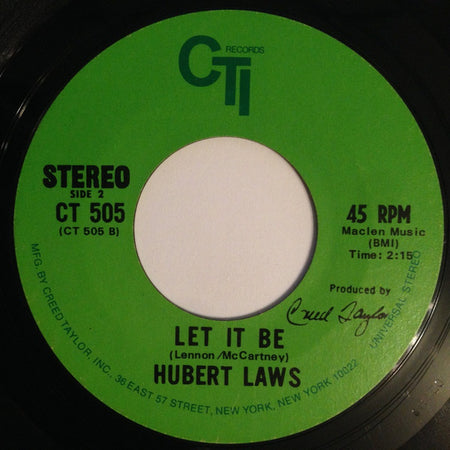 RECORDS
CTI
STEREO
SIDE 2
CT 505
(CT 505 B)
45 RPM
Maclen Music
(BMI)
Time: 2:15
Produced by
Creed Taylor
LET IT BE
(Lennon/McCartney)
HUBERT LAWS
MFG. BY CREED TAYLOR, INC., 36 EAST 57 STREET, NEW YORK, NEW YORK 10022
UNIVERSAL STEREO